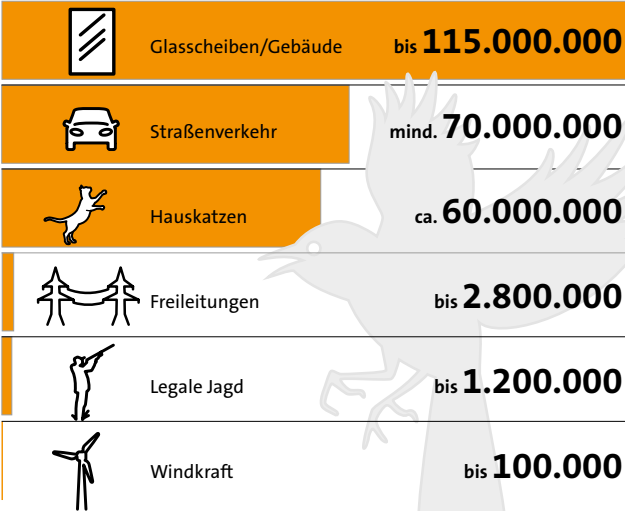 Glasscheiben/Gebäude bis 115.000.000
Straßenverkehr mind. 70.000.000
Hauskatzen ca. 60.000.000
Freileitungen bis 2.800.000
Legale Jagd bis 1.200.000
Windkraft bis 100.000